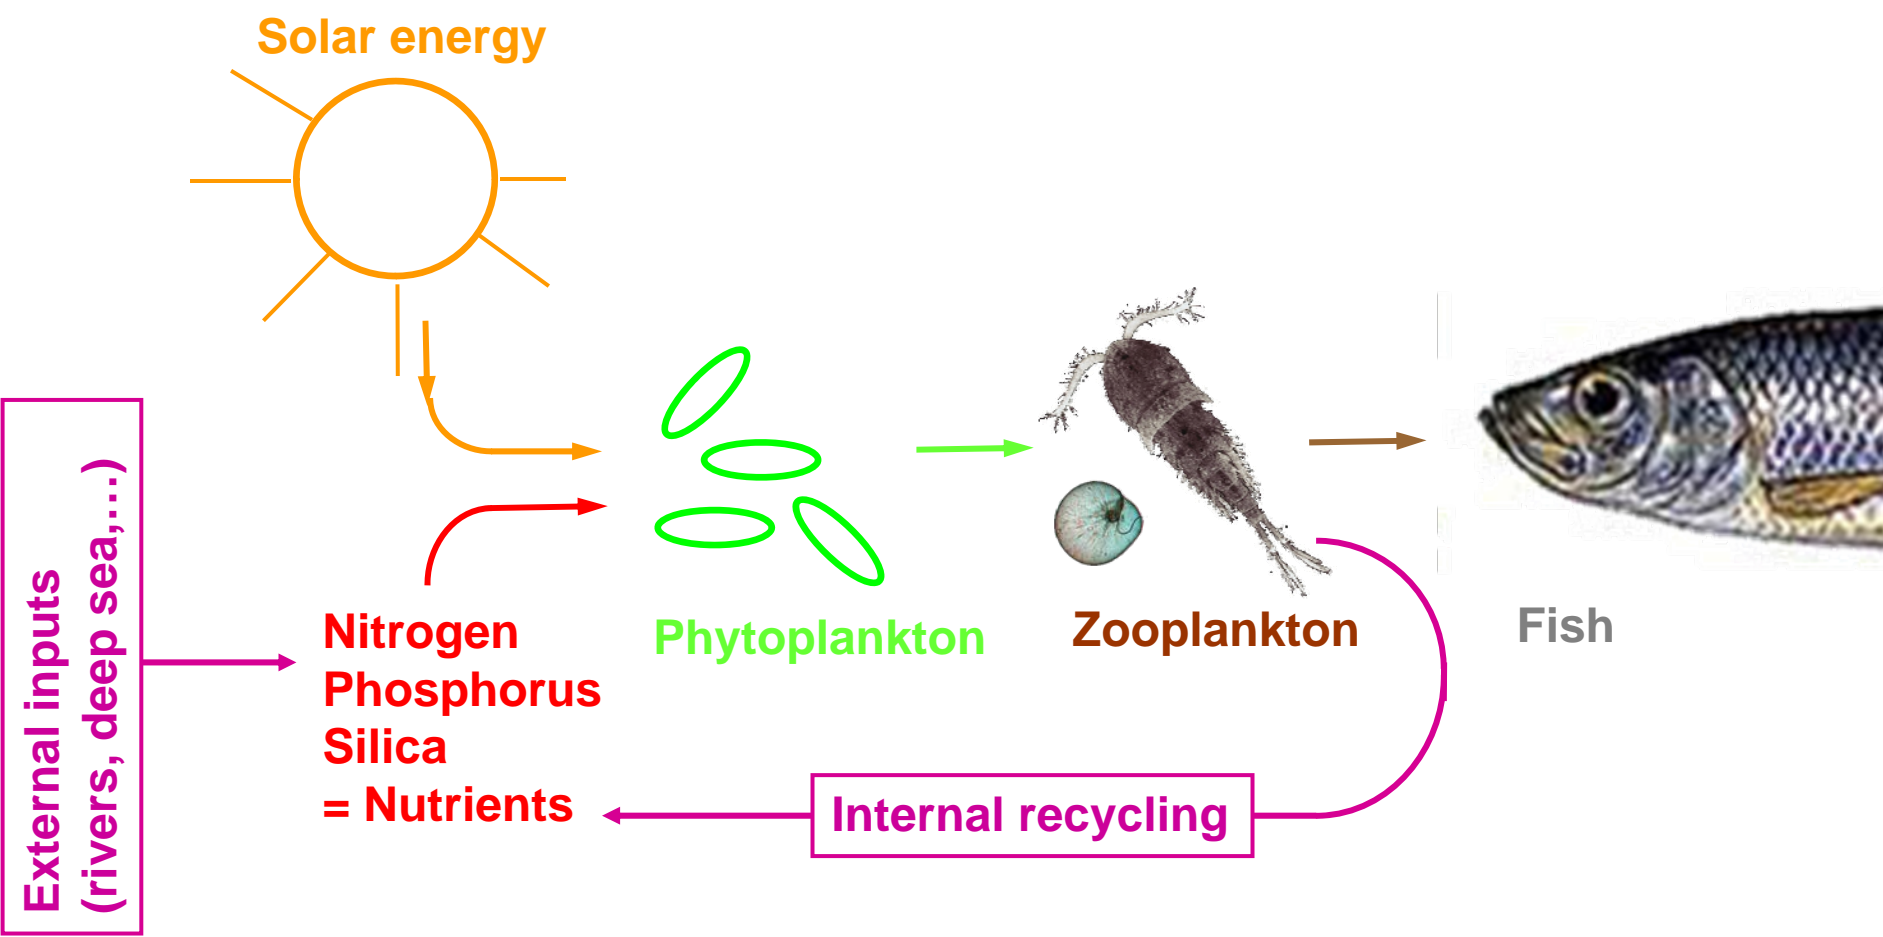 Solar energy
External inputs
(rivers, deep sea,...)
Nitrogen
Phosphorus
Silica
= Nutrients
Phytoplankton
Zooplankton
Fish
Internal recycling